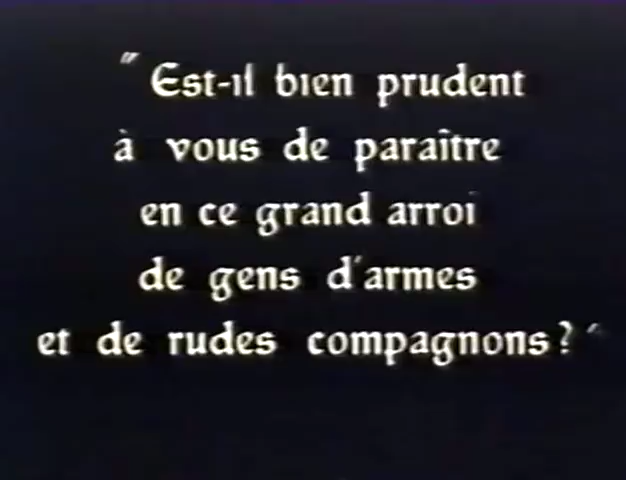 "Est-il bien prudent
à vous de paraître
en ce grand arroi
de gens d'armes
et de rudes compagnons?"